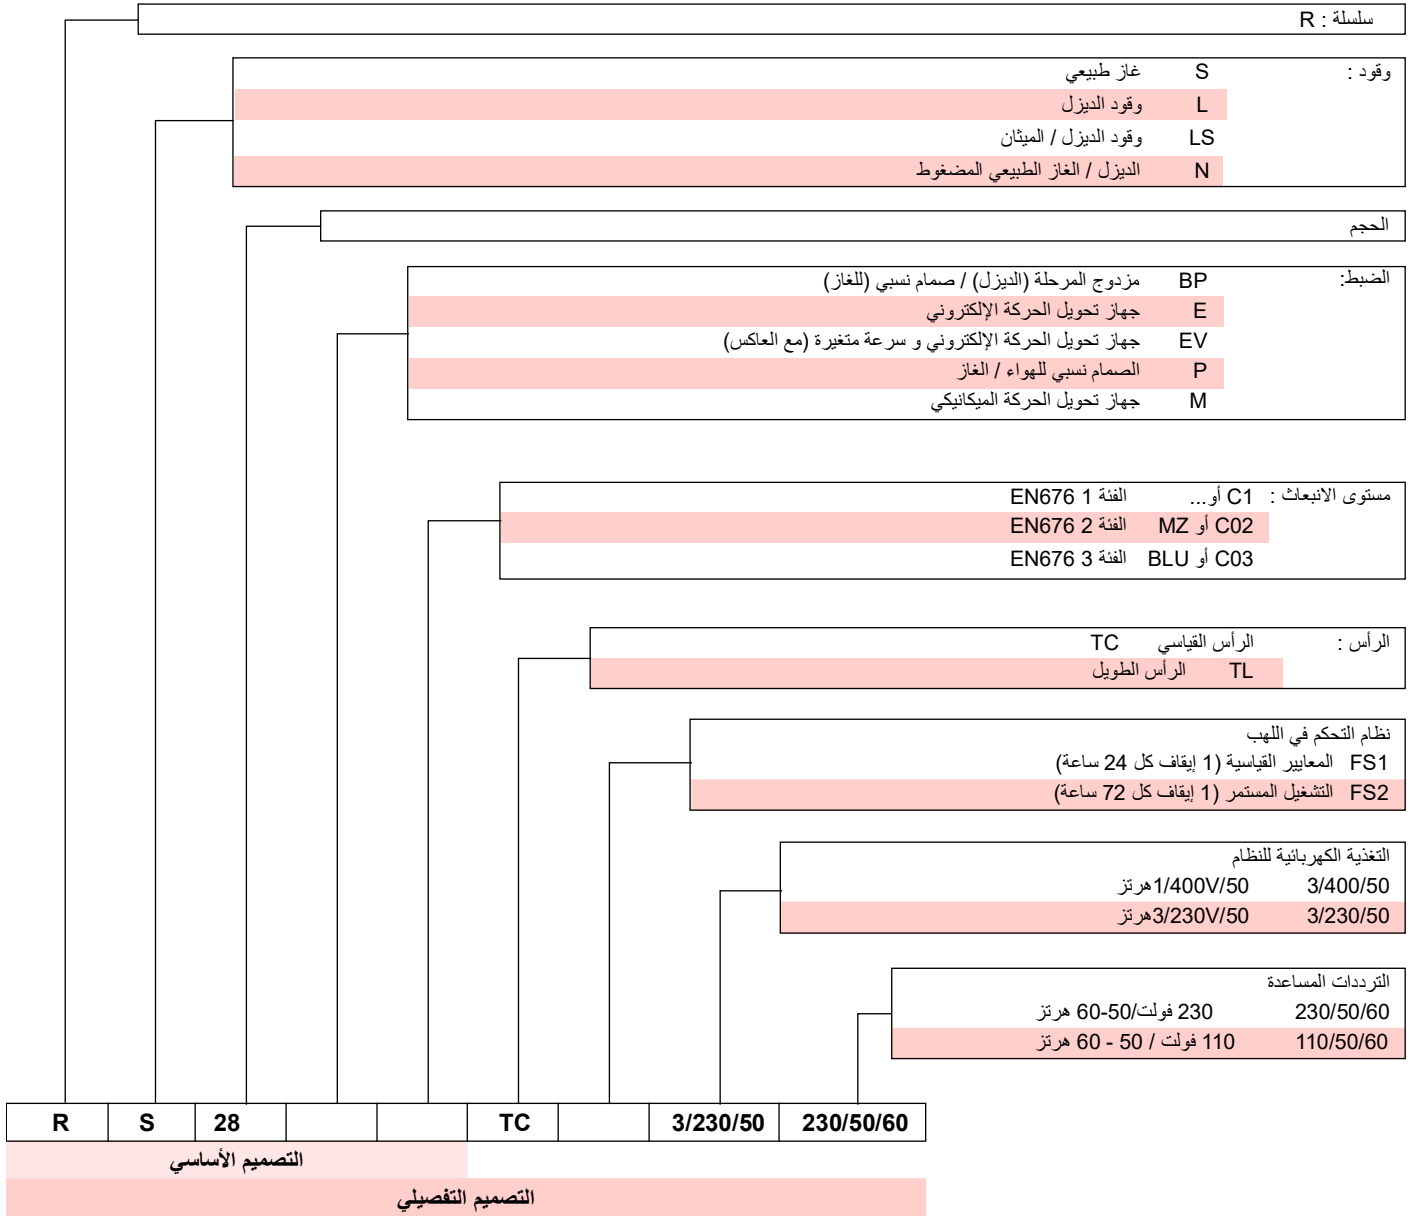 سلسلة : R
وقود : S غاز طبيعي
L وقود الديزل
LS وقود الديزل / الميثان
N الديزل / الغاز الطبيعي المضغوط
الحجم
الضبط: BP مزدوج المرحلة (الديزل) / صمام نسبي (للغاز)
E جهاز تحويل الحركة الإلكتروني
EV جهاز تحويل الحركة الإلكتروني و سرعة متغيرة (مع العاكس)
P الصمام نسبي للهواء / الغاز
M جهاز تحويل الحركة الميكانيكي
مستوى الانبعاث : C1 أو... الفئة 1 EN676
C02 أو MZ الفئة 2 EN676
C03 أو BLU الفئة 3 EN676
الرأس : الرأس القياسي TC
TL الرأس الطويل
نظام التحكم في اللهب
FS1 المعايير القياسية (1 إيقاف كل 24 ساعة)
FS2 التشغيل المستمر (1 إيقاف كل 72 ساعة)
التغذية الكهربائية للنظام
3/400/50 1/400V/50هرتز
3/230/50 3/230V/50هرتز
الترددات المساعدة
230/50/60 230 فولت/50-60 هرتز
110/50/60 110 فولت / 50 - 60 هرتز
R S 28 TC 3/230/50 230/50/60
التصميم الأساسي
التصميم التفصيلي